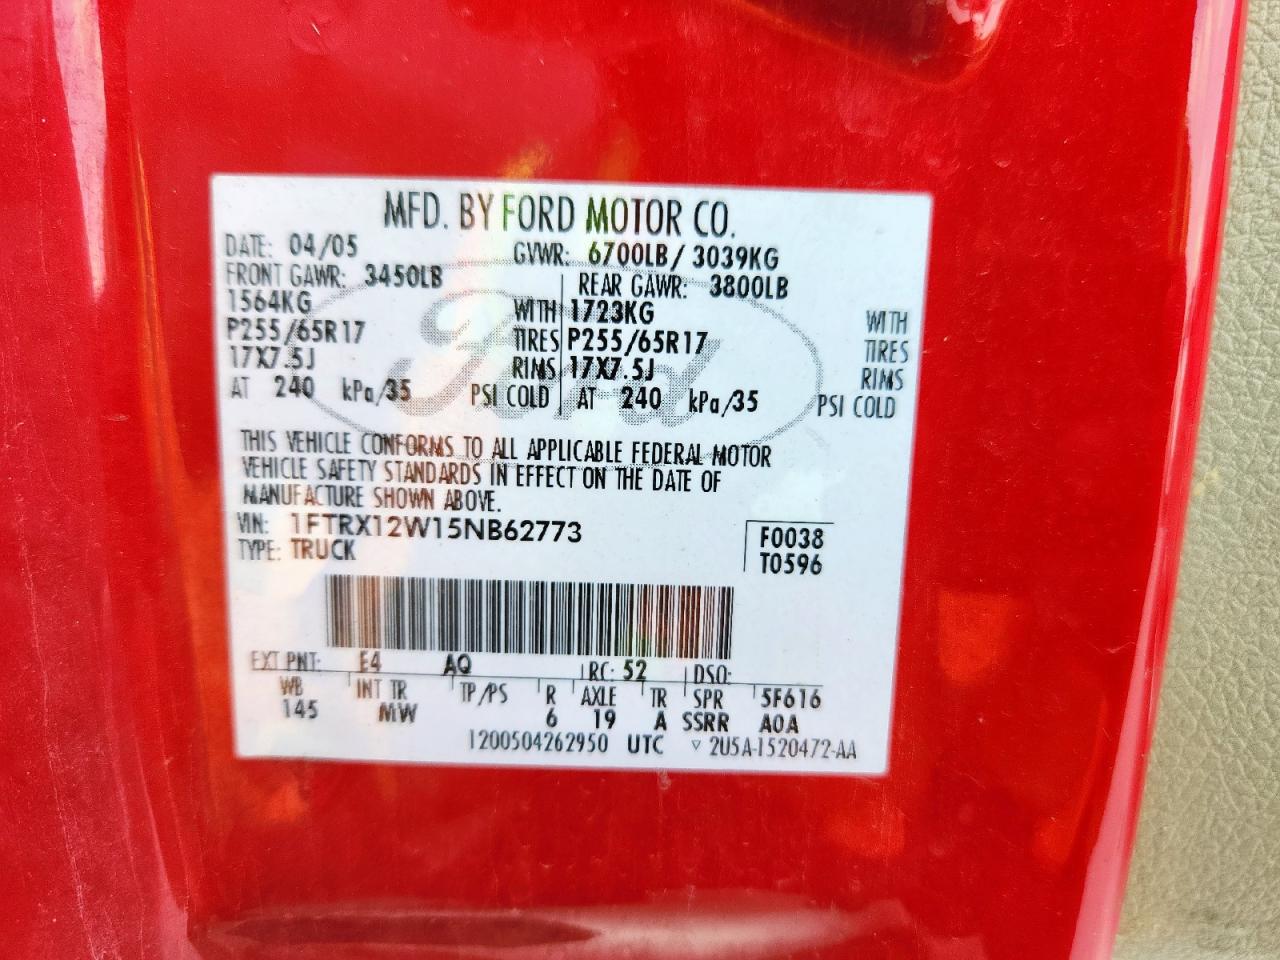 MFD. BY FORD MOTOR CO.
DATE: 04/05 GVWR: 6700LB / 3039KG
FRONT GAWR: 3450LB REAR GAWR: 3800LB
1564KG WITH 1723KG WITH
P255/65R17 TIRES P255/65R17 TIRES
17X7.5J RIMS 17X7.5J RIMS
AT 240 kPa/35 PSI COLD AT 240 kPa/35 PSI COLD
Ford
THIS VEHICLE CONFORMS TO ALL APPLICABLE FEDERAL MOTOR
VEHICLE SAFETY STANDARDS IN EFFECT ON THE DATE OF
MANUFACTURE SHOWN ABOVE.
VIN: 1FTRX12W15NB62773 F0038
TYPE: TRUCK T0596
EXT PNT: E4 AQ RC: 52 DSO:
WB INT TR TP/PS R AXLE TR SPR 5F616
145 MW 6 19 A SSRR A0A
1200504262950 UTC ▽ 2U5A-1520472-AA